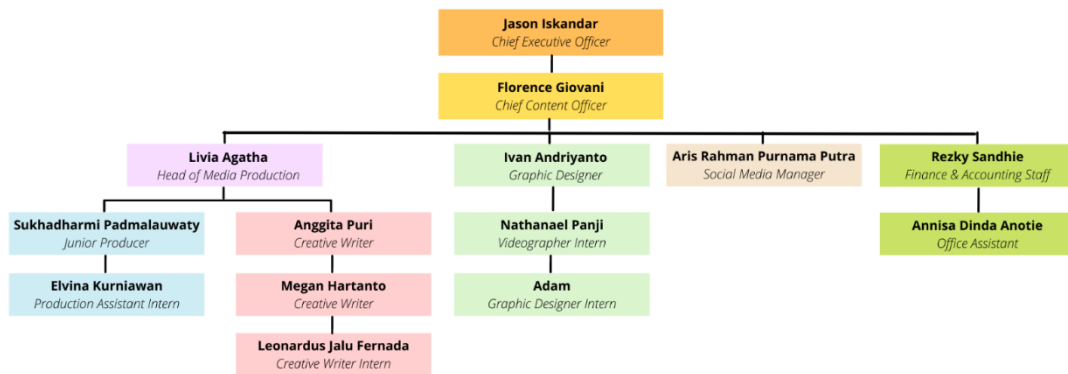 Jason Iskandar
Chief Executive Officer
Florence Giovani
Chief Content Officer
Livia Agatha
Head of Media Production
Ivan Andriyanto
Graphic Designer
Aris Rahman Purnama Putra
Social Media Manager
Rezky Sandhie
Finance & Accounting Staff
Sukhadharmi Padmalauwaty
Junior Producer
Anggita Puri
Creative Writer
Nathanael Panji
Videographer Intern
Annisa Dinda Anotie
Office Assistant
Elvina Kurniawan
Production Assistant Intern
Megan Hartanto
Creative Writer
Adam
Graphic Designer Intern
Leonardus Jalu Fernada
Creative Writer Intern